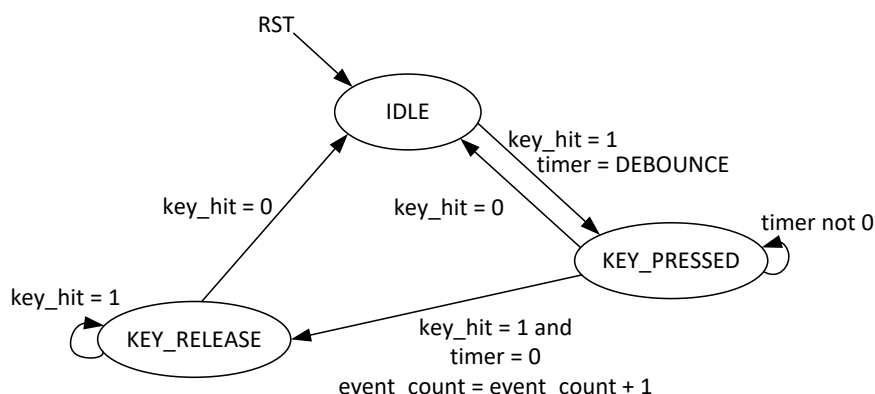 RST
IDLE
key_hit = 1
timer = DEBOUNCE
key_hit = 0
key_hit = 0
timer not 0
KEY_PRESSED
key_hit = 1
KEY_RELEASE
key_hit = 1 and
timer = 0
event_count = event_count + 1